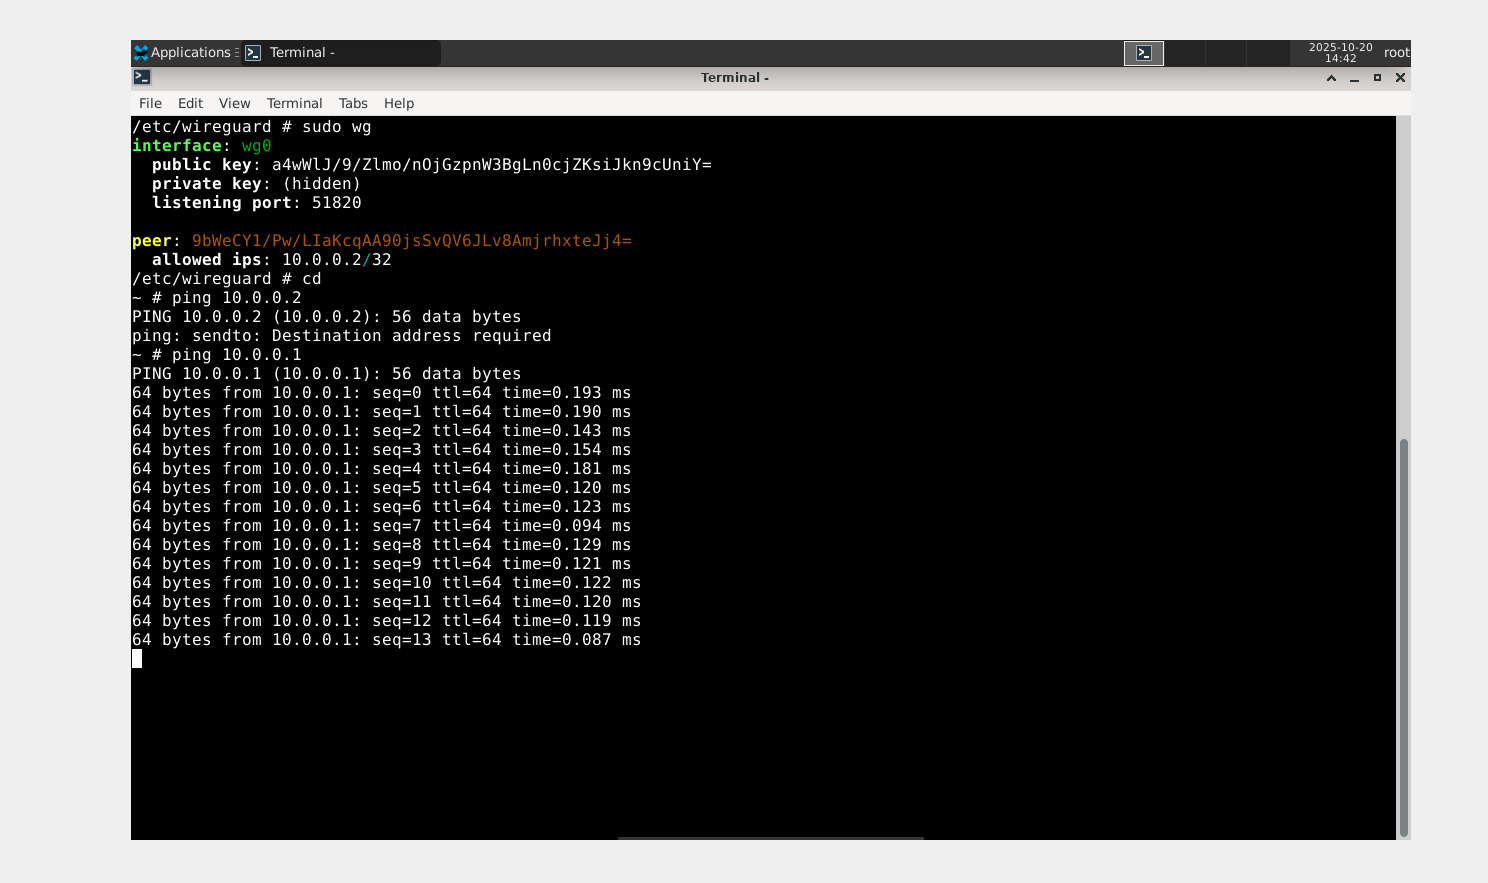 Applications Terminal - 2025-10-20 14:42 root
Terminal -
File Edit View Terminal Tabs Help
/etc/wireguard # sudo wg
interface: wg0
  public key: a4wWlJ/9/Zlmo/nOjGzpnW3BgLn0cjZKsiJkn9cUniY=
  private key: (hidden)
  listening port: 51820

peer: 9bWeCY1/Pw/LIaKcqAA90jsSvQV6JLv8AmjrhxteJj4=
  allowed ips: 10.0.0.2/32
/etc/wireguard # cd
~ # ping 10.0.0.2
PING 10.0.0.2 (10.0.0.2): 56 data bytes
ping: sendto: Destination address required
~ # ping 10.0.0.1
PING 10.0.0.1 (10.0.0.1): 56 data bytes
64 bytes from 10.0.0.1: seq=0 ttl=64 time=0.193 ms
64 bytes from 10.0.0.1: seq=1 ttl=64 time=0.190 ms
64 bytes from 10.0.0.1: seq=2 ttl=64 time=0.143 ms
64 bytes from 10.0.0.1: seq=3 ttl=64 time=0.154 ms
64 bytes from 10.0.0.1: seq=4 ttl=64 time=0.181 ms
64 bytes from 10.0.0.1: seq=5 ttl=64 time=0.120 ms
64 bytes from 10.0.0.1: seq=6 ttl=64 time=0.123 ms
64 bytes from 10.0.0.1: seq=7 ttl=64 time=0.094 ms
64 bytes from 10.0.0.1: seq=8 ttl=64 time=0.129 ms
64 bytes from 10.0.0.1: seq=9 ttl=64 time=0.121 ms
64 bytes from 10.0.0.1: seq=10 ttl=64 time=0.122 ms
64 bytes from 10.0.0.1: seq=11 ttl=64 time=0.120 ms
64 bytes from 10.0.0.1: seq=12 ttl=64 time=0.119 ms
64 bytes from 10.0.0.1: seq=13 ttl=64 time=0.087 ms